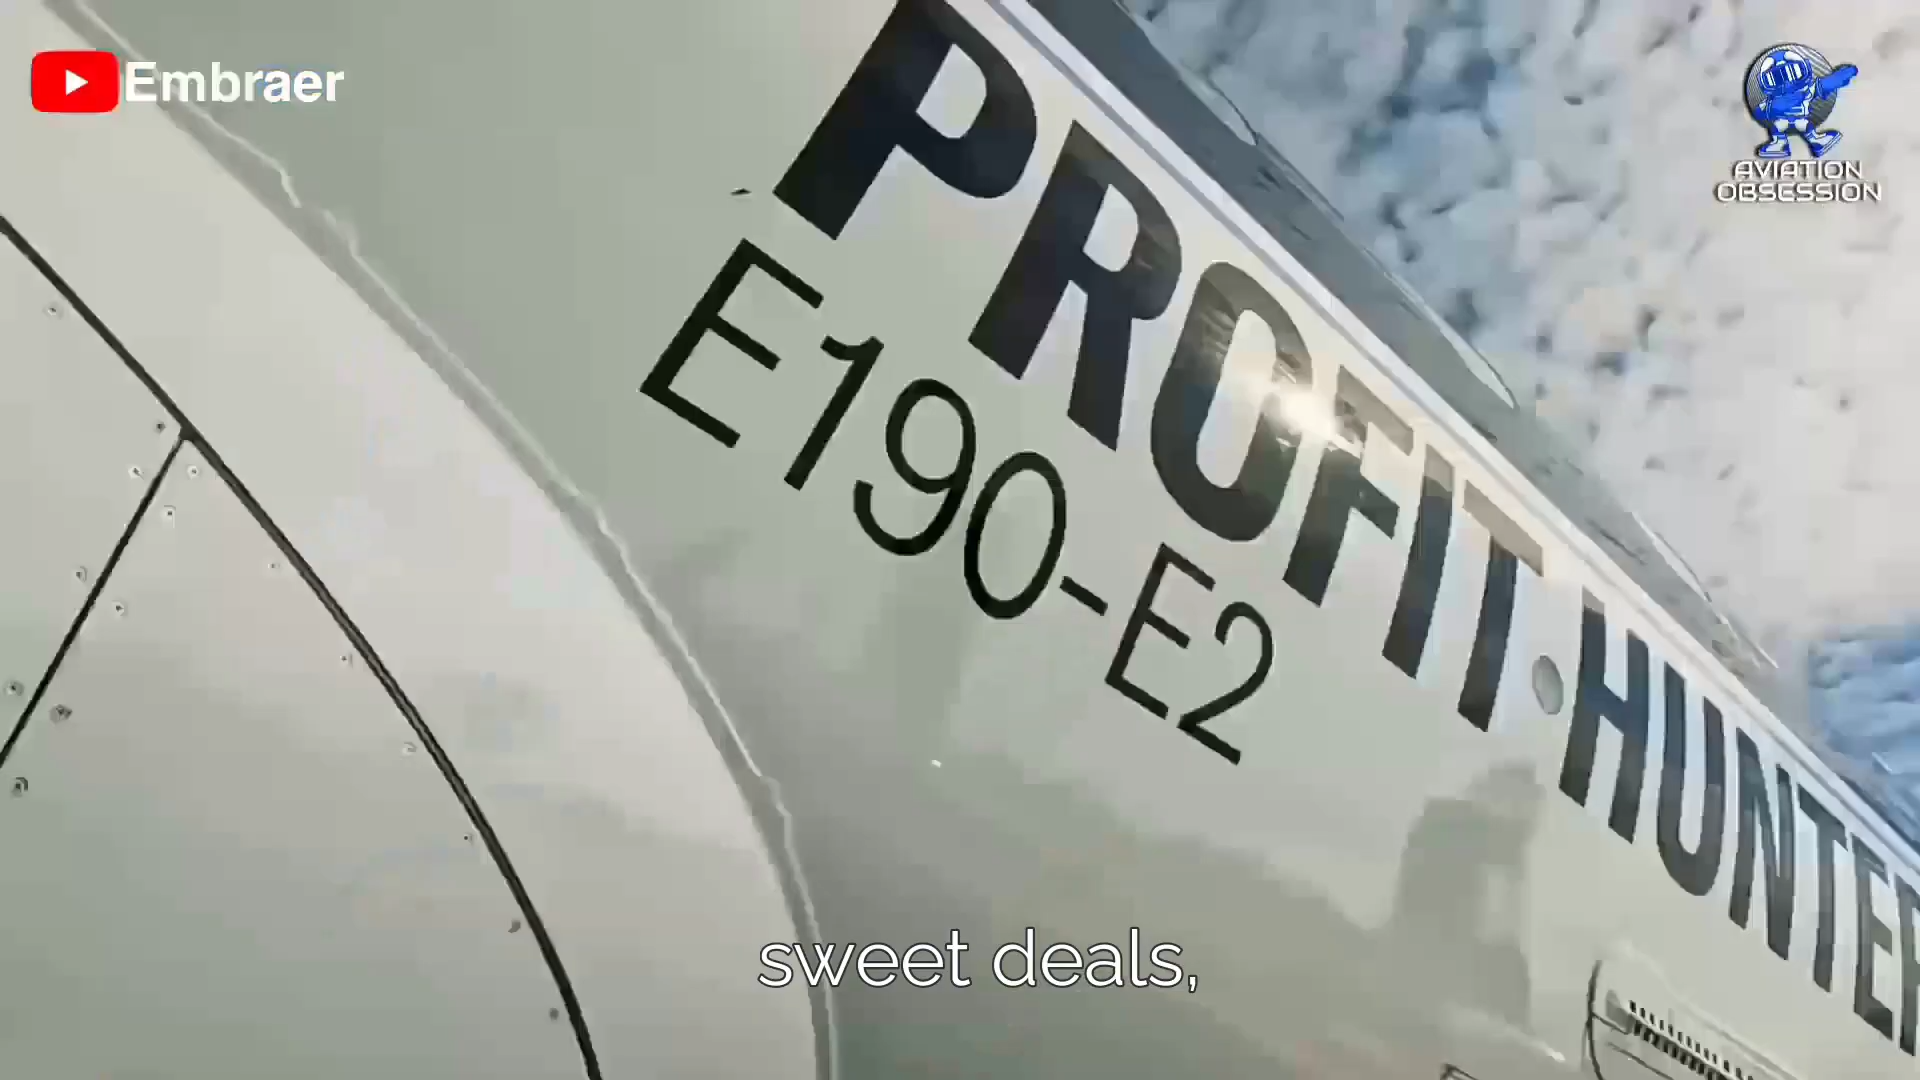 Embraer
AVIATION
OBSESSION
PROFIT HUNTER
E190-E2
sweet deals,